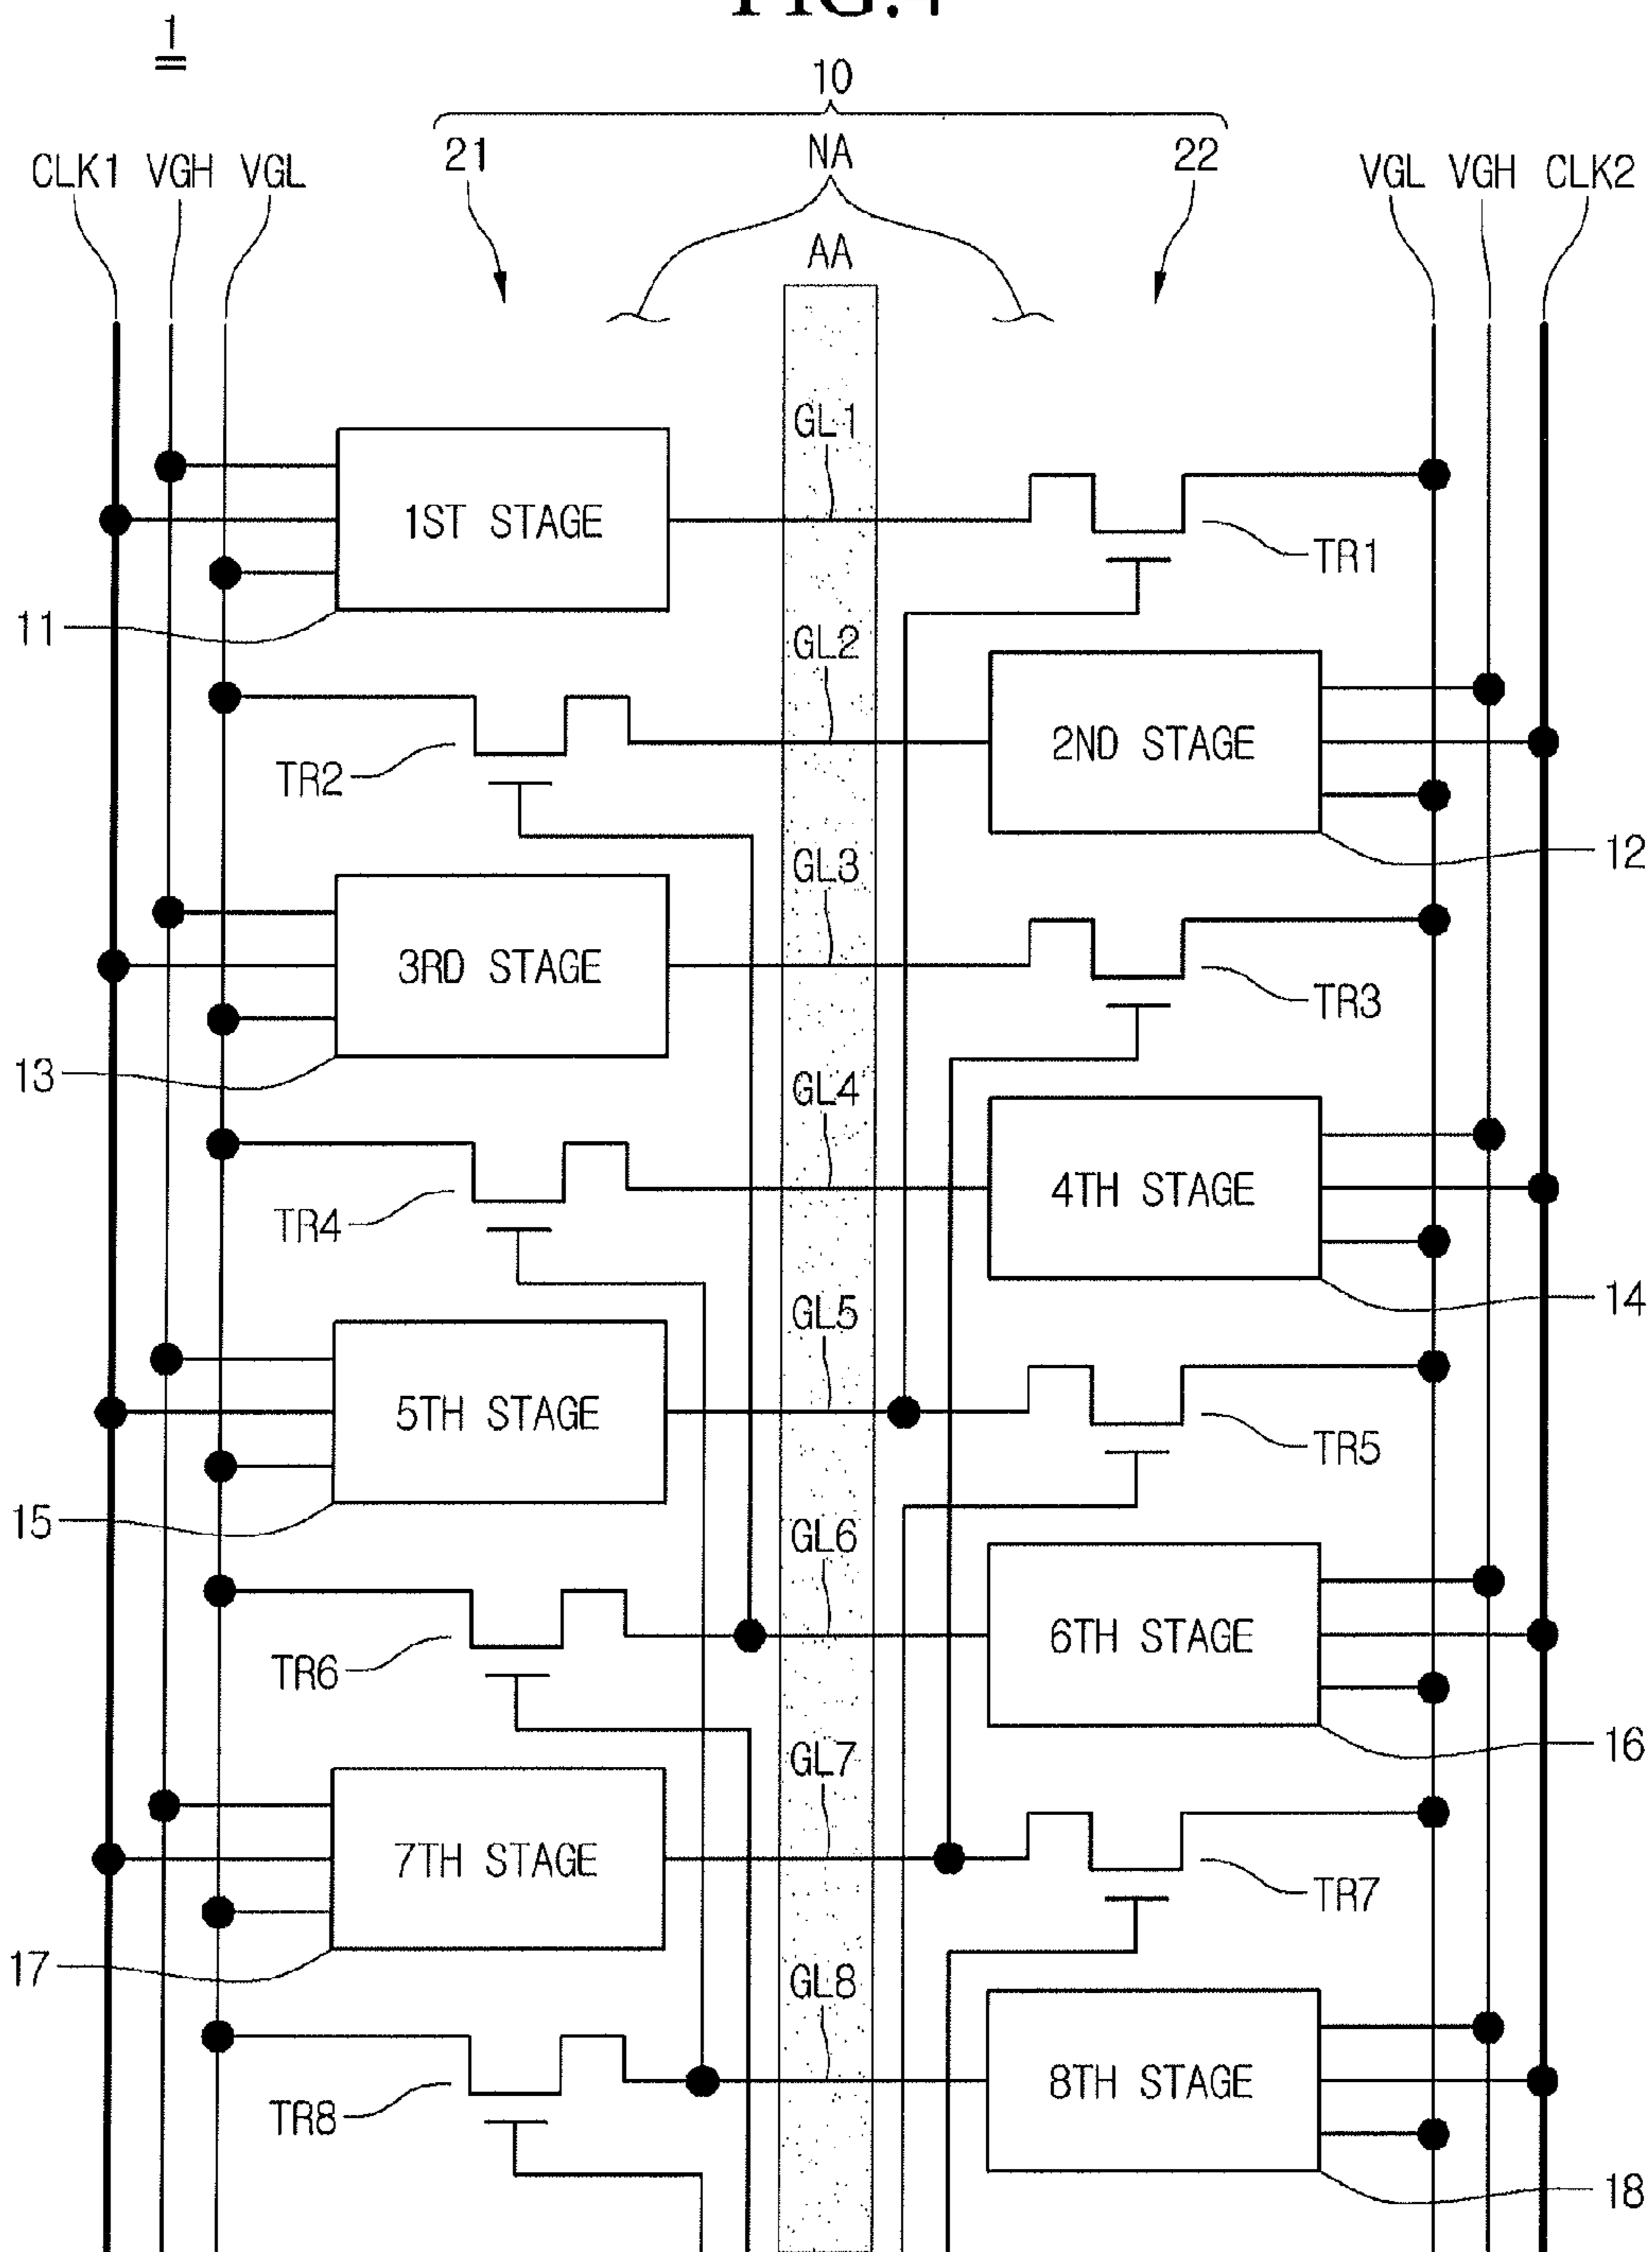 FIG.4
1
10
21 NA 22
CLK1 VGH VGL VGL VGH CLK2
AA
GL1
1ST STAGE
TR1
11
GL2
2ND STAGE
TR2
12
GL3
3RD STAGE
TR3
13
GL4
4TH STAGE
TR4
14
GL5
5TH STAGE
TR5
15
GL6
6TH STAGE
TR6
16
GL7
7TH STAGE
TR7
17
GL8
8TH STAGE
TR8
18